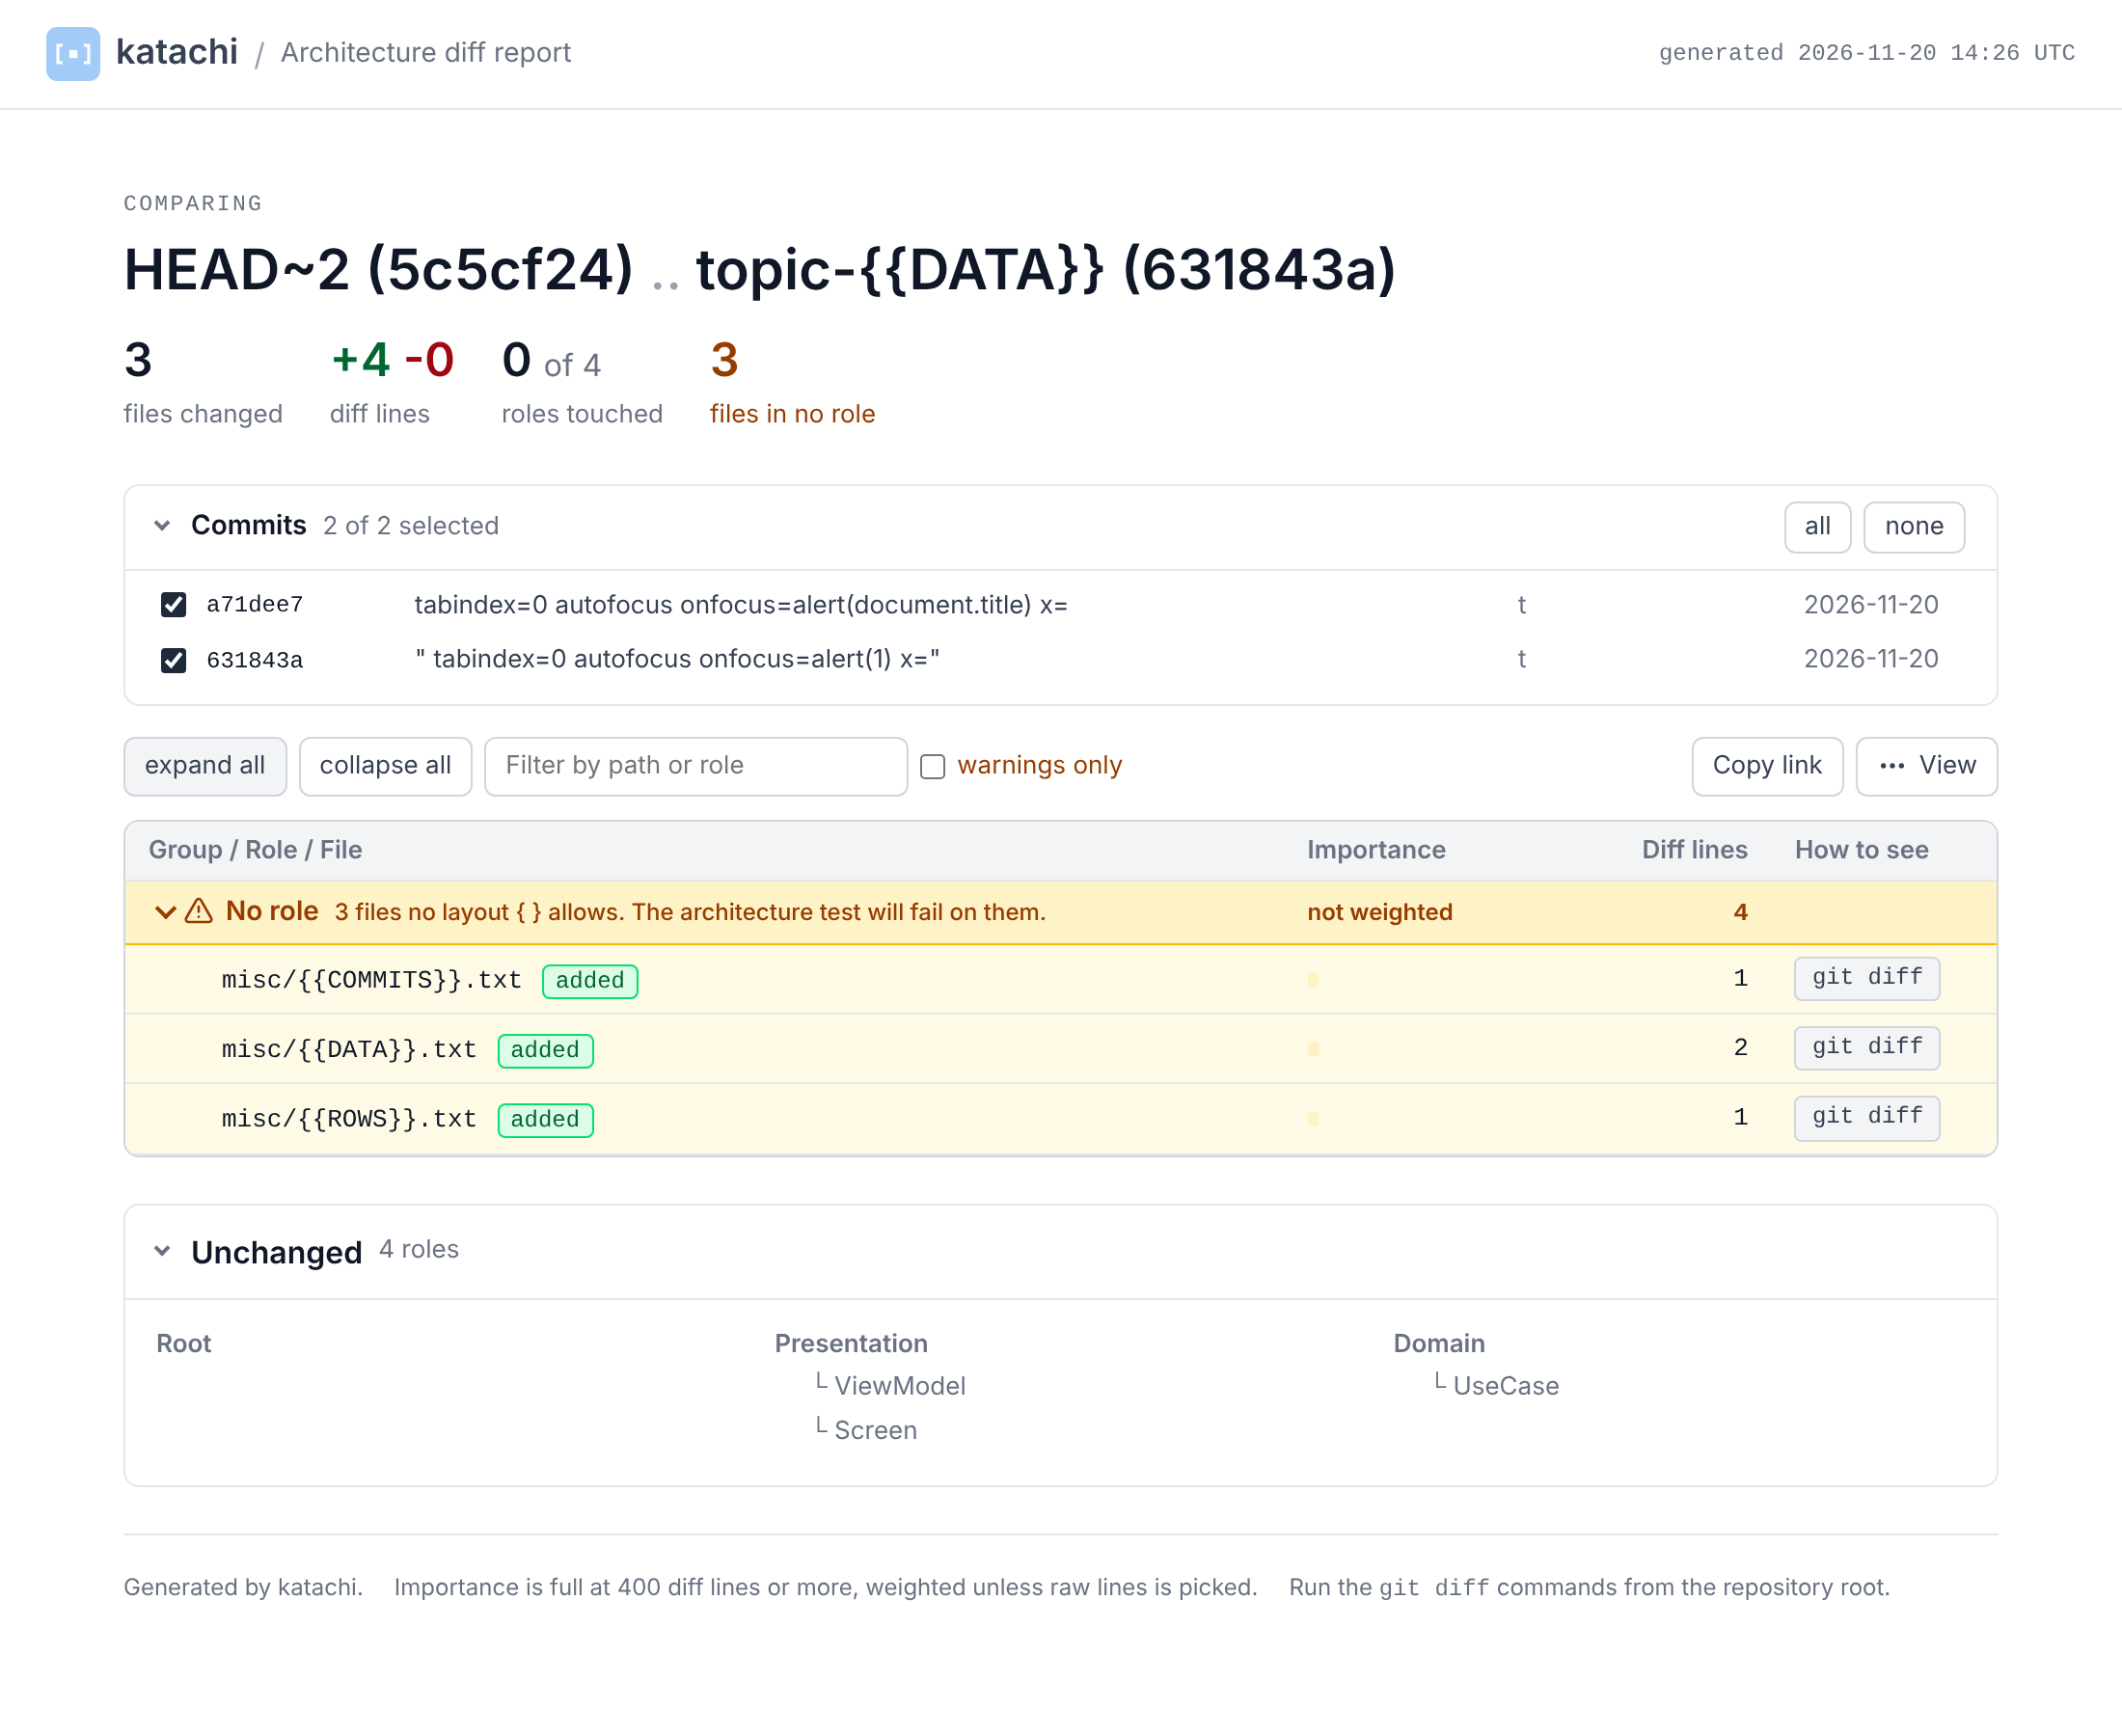 [▪] katachi / Architecture diff report
generated 2026-11-20 14:26 UTC
COMPARING
HEAD~2 (5c5cf24) .. topic-{{DATA}} (631843a)
3 +4 -0 0 of 4 3
files changed diff lines roles touched files in no role
Commits 2 of 2 selected all none
a71dee7 tabindex=0 autofocus onfocus=alert(document.title) x= t 2026-11-20
631843a " tabindex=0 autofocus onfocus=alert(1) x=" t 2026-11-20
expand all collapse all Filter by path or role warnings only Copy link ••• View
Group / Role / File Importance Diff lines How to see
No role 3 files no layout { } allows. The architecture test will fail on them. not weighted 4
misc/{{COMMITS}}.txt added 1 git diff
misc/{{DATA}}.txt added 2 git diff
misc/{{ROWS}}.txt added 1 git diff
Unchanged 4 roles
Root Presentation Domain
└ ViewModel └ UseCase
└ Screen
Generated by katachi. Importance is full at 400 diff lines or more, weighted unless raw lines is picked. Run the git diff commands from the repository root.